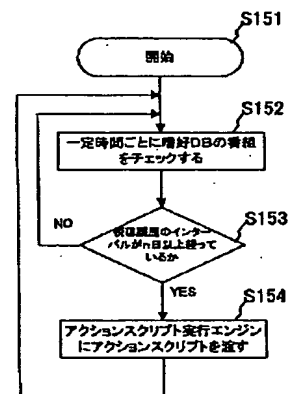 S151
開始
S152
一定時間ごとに嗜好DBの番組
をチェックする
S153
視聴履歴のインター
バルがn日以上経って
いるか
NO
YES
S154
アクションスクリプト実行エンジン
にアクションスクリプトを渡す